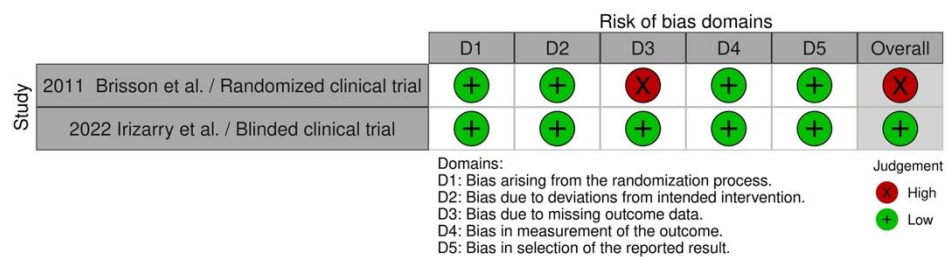 Risk of bias domains
D1 D2 D3 D4 D5 Overall
Study
2011 Brisson et al. / Randomized clinical trial + + X + + X
2022 Irizarry et al. / Blinded clinical trial + + + + + +
Domains:
D1: Bias arising from the randomization process.
D2: Bias due to deviations from intended intervention.
D3: Bias due to missing outcome data.
D4: Bias in measurement of the outcome.
D5: Bias in selection of the reported result.
Judgement
X High
+ Low